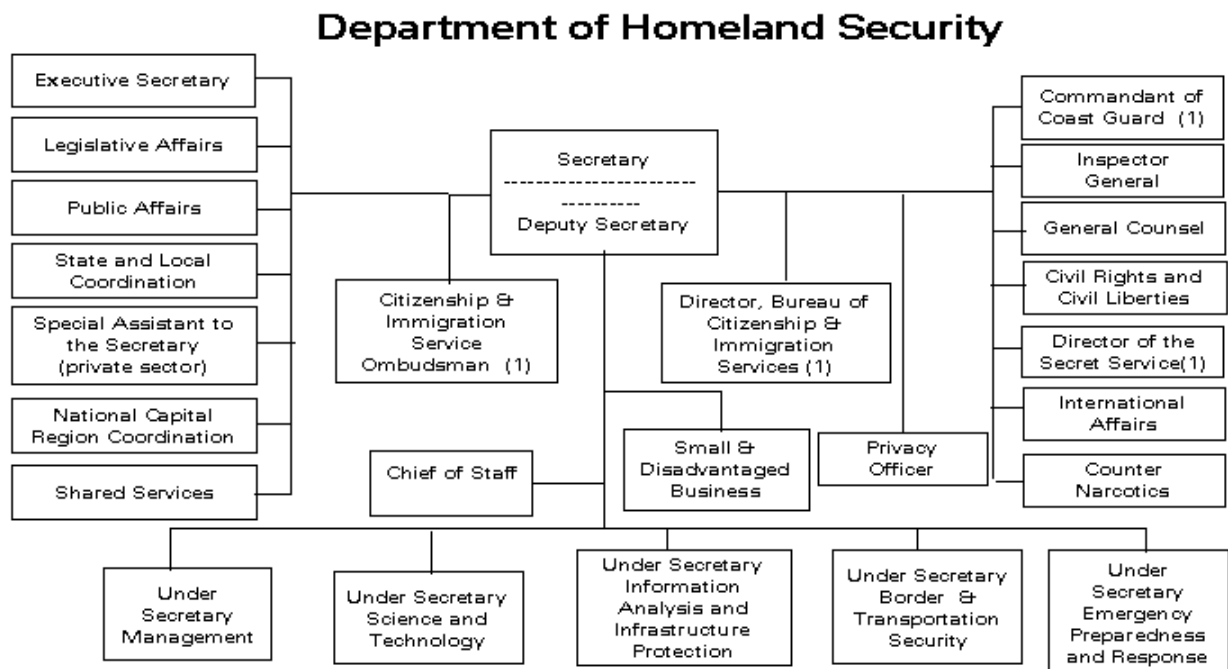 Department of Homeland Security
Executive Secretary
Legislative Affairs
Public Affairs
State and Local
Coordination
Special Assistant to
the Secretary
(private sector)
National Capital
Region Coordination
Shared Services
Secretary
Deputy Secretary
Citizenship &
Immigration
Service
Ombudsman (1)
Director, Bureau of
Citizenship &
Immigration
Services (1)
Chief of Staff
Small &
Disadvantaged
Business
Privacy
Officer
Commandant of
Coast Guard (1)
Inspector
General
General Counsel
Civil Rights and
Civil Liberties
Director of the
Secret Service(1)
International
Affairs
Counter
Narcotics
Under
Secretary
Management
Under Secretary
Science and
Technology
Under Secretary
Information
Analysis and
Infrastructure
Protection
Under Secretary
Border &
Transportation
Security
Under
Secretary
Emergency
Preparedness
and Response